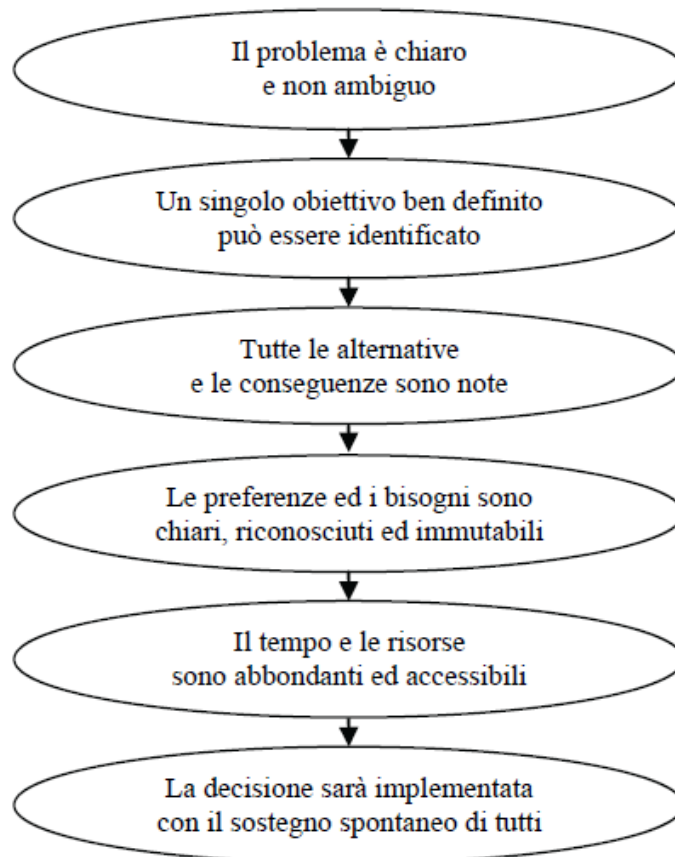 Il problema è chiaro
e non ambiguo
Un singolo obiettivo ben definito
può essere identificato
Tutte le alternative
e le conseguenze sono note
Le preferenze ed i bisogni sono
chiari, riconosciuti ed immutabili
Il tempo e le risorse
sono abbondanti ed accessibili
La decisione sarà implementata
con il sostegno spontaneo di tutti